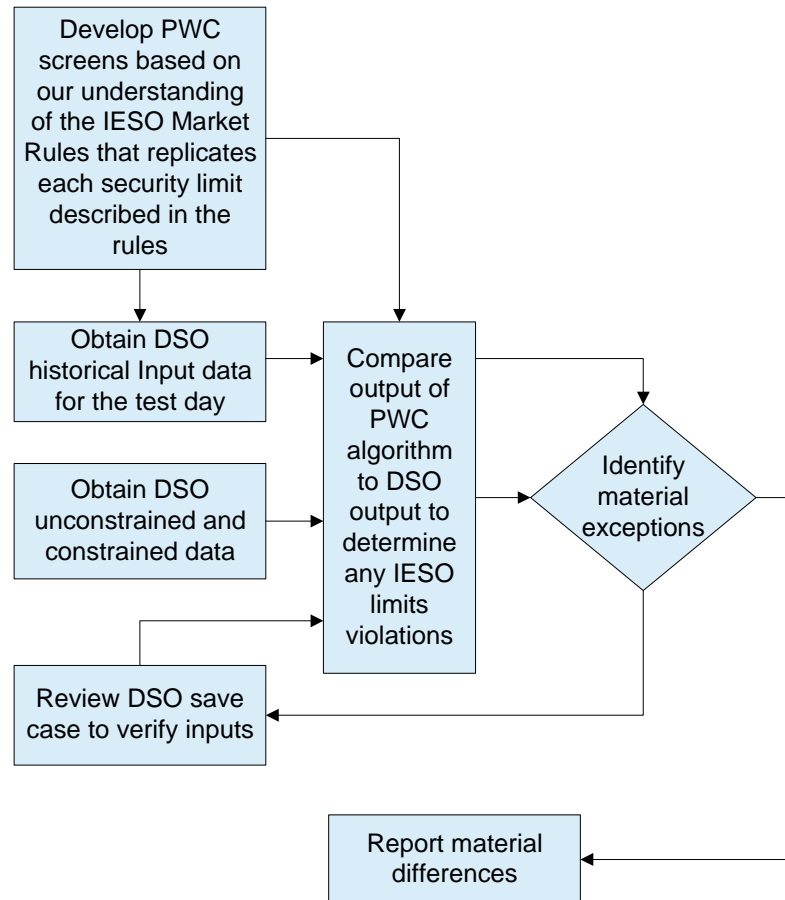 Develop PWC
screens based on
our understanding
of the IESO Market
Rules that replicates
each security limit
described in the
rules
Obtain DSO
historical Input data
for the test day
Obtain DSO
unconstrained and
constrained data
Review DSO save
case to verify inputs
Compare
output of
PWC
algorithm
to DSO
output to
determine
any IESO
limits
violations
Identify
material
exceptions
Report material
differences